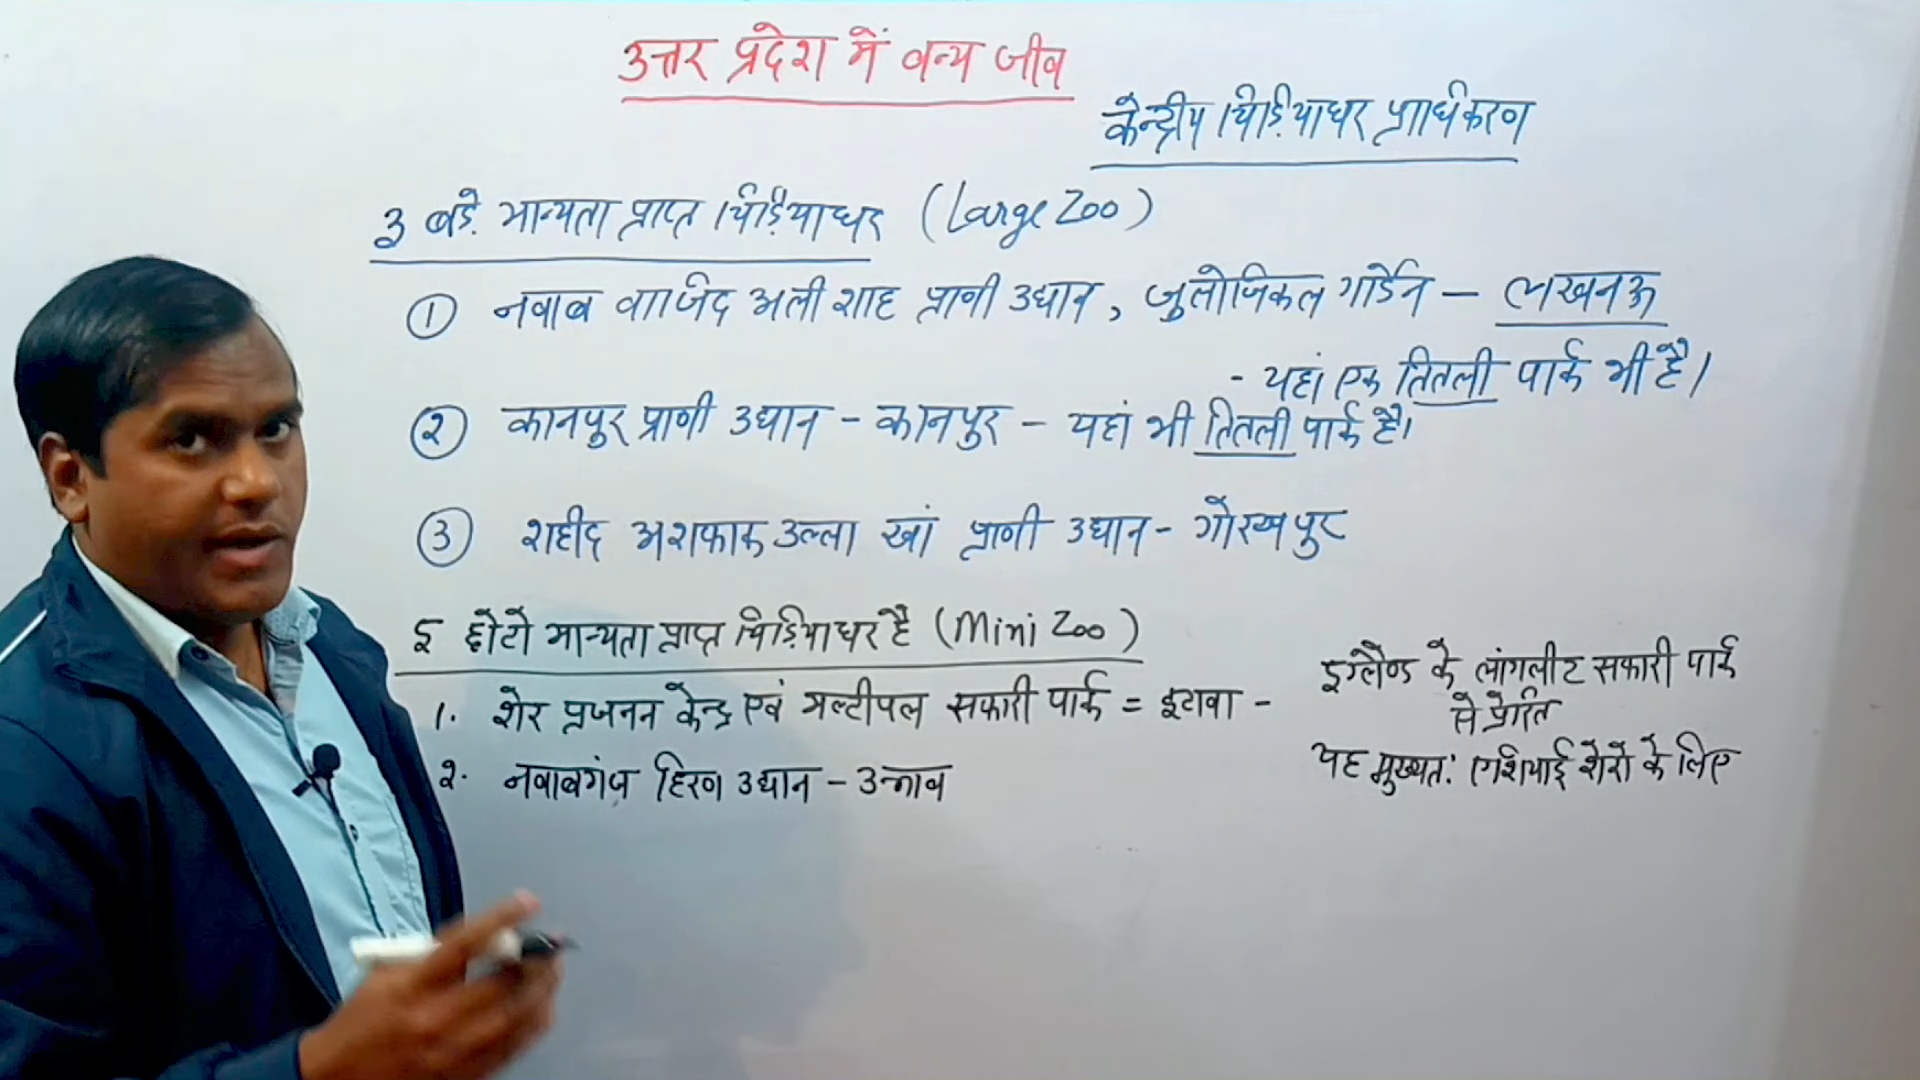 उत्तर प्रदेश में वन्य जीव
केन्द्रीय चिड़ियाघर प्राधिकरण
3 बड़े मान्यता प्राप्त चिड़ियाघर (Large Zoo)
① नवाब वाजिद अली शाह प्राणी उद्यान, जुलोजिकल गार्डेन – लखनऊ
- यहां एक तितली पार्क भी है।
② कानपुर प्राणी उद्यान – कानपुर – यहां भी तितली पार्क है।
③ शहीद अशफाक उल्ला खां प्राणी उद्यान – गोरखपुर
5 छोटो मान्यता प्राप्त चिड़ियाघर है (Mini Zoo)
1. शेर प्रजनन केन्द्र एवं मल्टीपल सफारी पार्क = इटावा –
इंग्लैण्ड के लांगलीट सफारी पार्क
से प्रेरित
यह मुख्यत: एशियाई शेरो के लिए
2. नवाबगंज हिरण उद्यान – उन्नाव